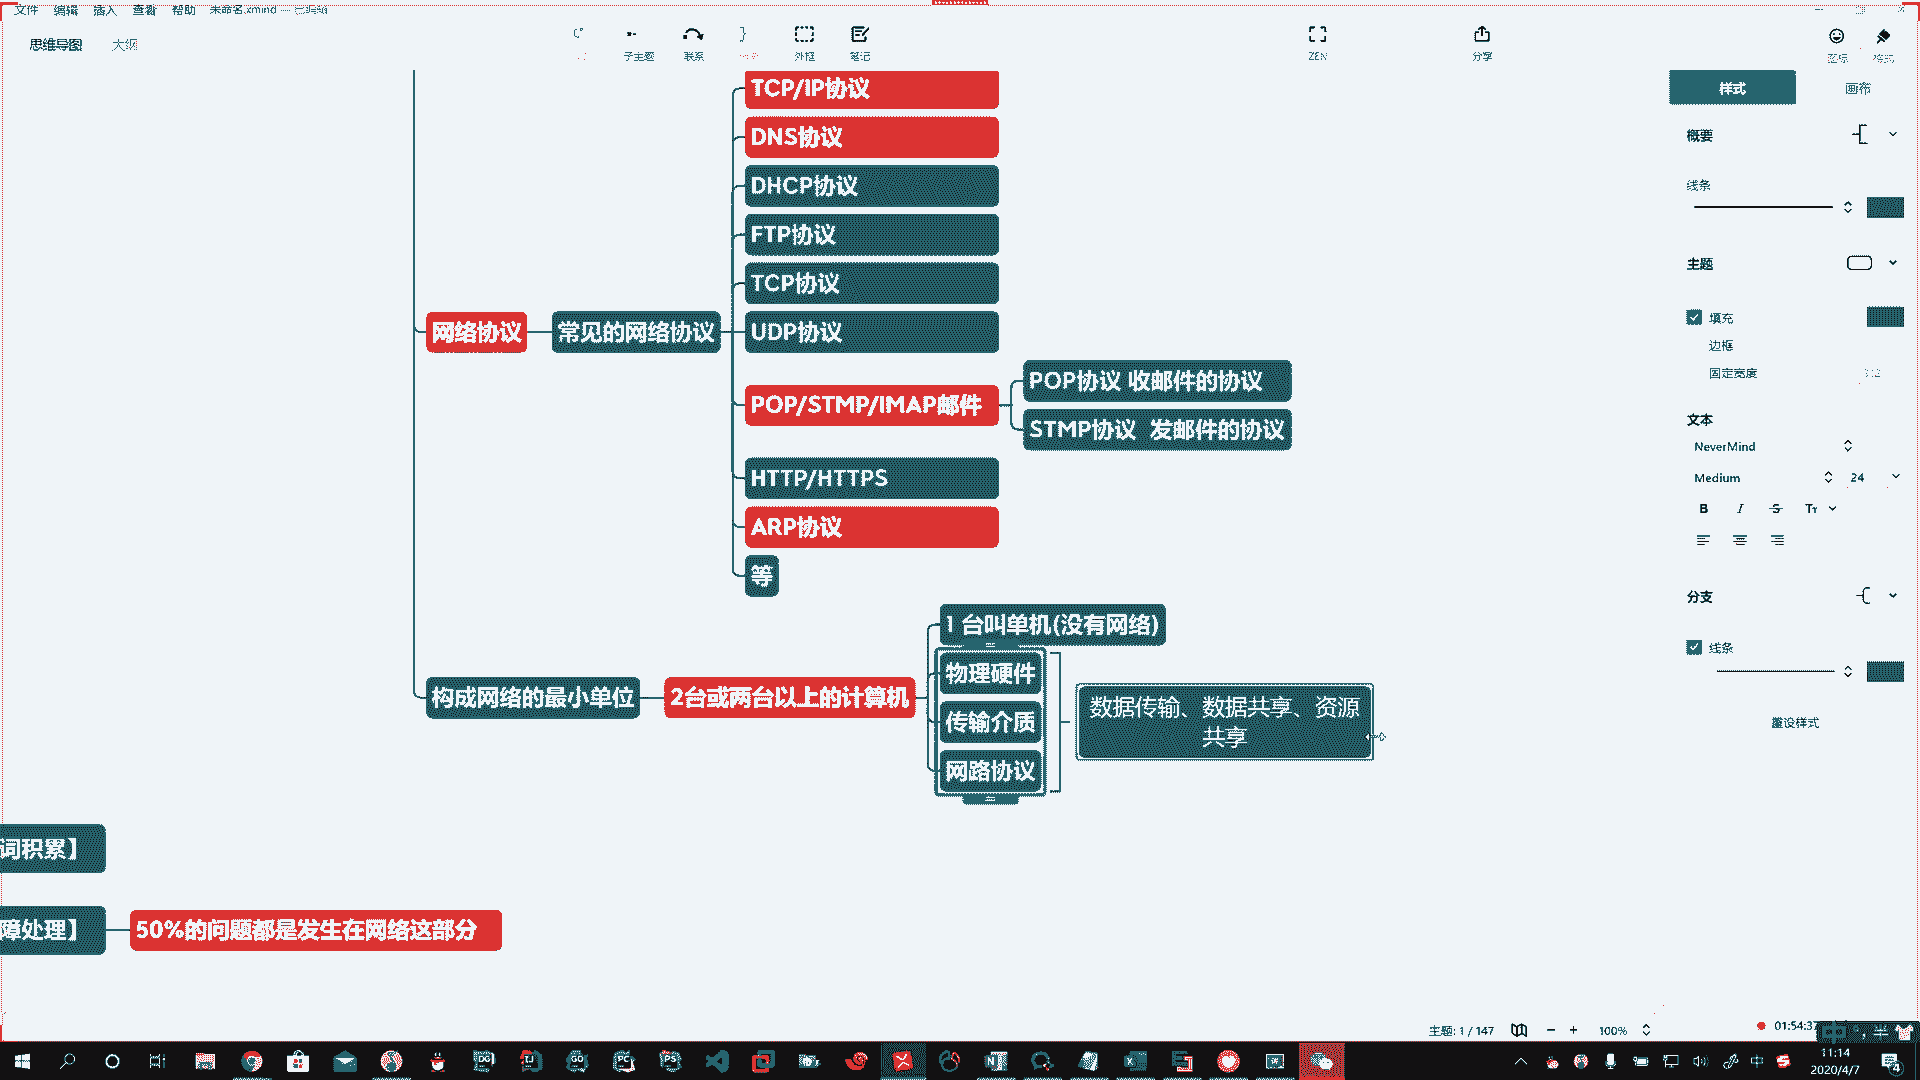 文件 编辑 插入 查看 帮助 未命名.xmind — 已编辑
思维导图 大纲
子主题 联系 外框 笔记 ZEN 分享 图标 格式
TCP/IP协议
DNS协议
DHCP协议
FTP协议
TCP协议
网络协议 常见的网络协议 UDP协议
POP/STMP/IMAP邮件
POP协议 收邮件的协议
STMP协议 发邮件的协议
HTTP/HTTPS
ARP协议
等
构成网络的最小单位 2台或两台以上的计算机
1 台叫单机(没有网络)
物理硬件
传输介质
网路协议
数据传输、数据共享、资源
共享
词积累】
障处理】 50%的问题都是发生在网络这部分
样式 画布
概要
线条
主题
填充
边框
固定宽度
文本
NeverMind
Medium 24
B I S Tт
分支
线条
重设样式
主题: 1 / 147 100%
01:54:37
DG IJ GO PC PS
中
11:14
2020/4/7
4